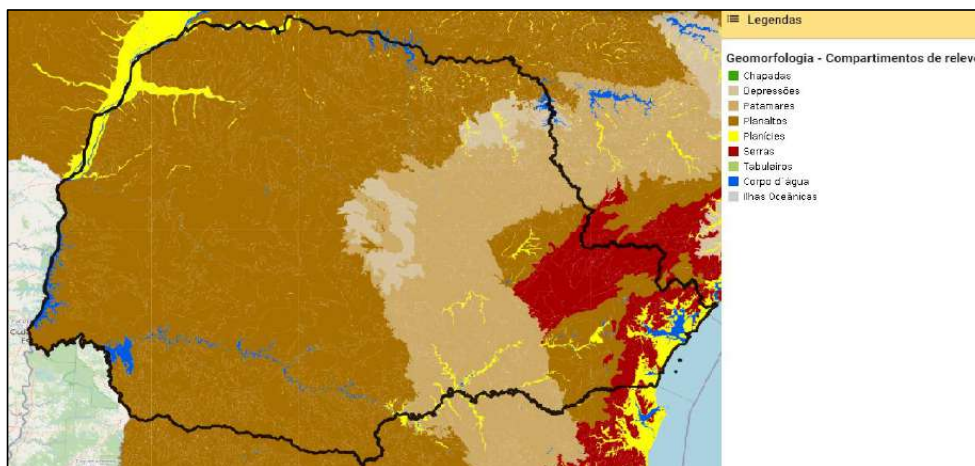 Legendas
Geomorfologia - Compartimentos de relevo
Chapadas
Depressões
Patamares
Planaltos
Planícies
Serras
Tabuleiros
Corpo d´água
Ilhas Oceânicas